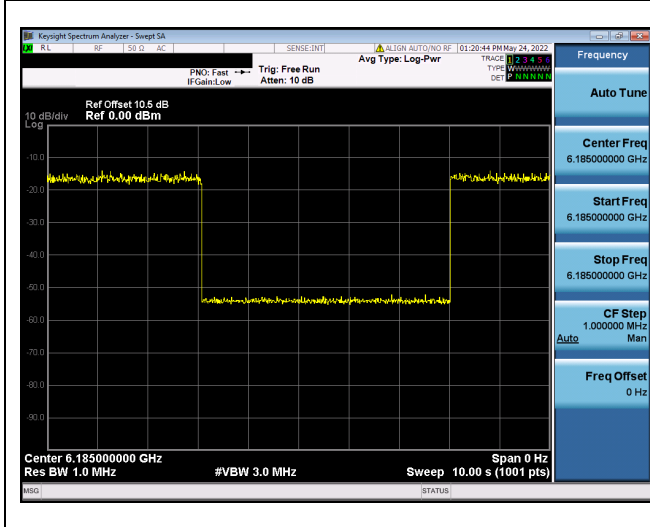 Keysight Spectrum Analyzer - Swept SA
RL RF 50 Ω AC SENSE:INT ALIGN AUTO/NO RF 01:20:44 PM May 24, 2022
Avg Type: Log-Pwr TRACE 1 2 3 4 5 6
PNO: Fast Trig: Free Run TYPE WWWWWW
IFGain:Low Atten: 10 dB DET P NNNNN
Ref Offset 10.5 dB
10 dB/div Ref 0.00 dBm
Log
-10.0
-20.0
-30.0
-40.0
-50.0
-60.0
-70.0
-80.0
-90.0
Center 6.185000000 GHz Span 0 Hz
Res BW 1.0 MHz #VBW 3.0 MHz Sweep 10.00 s (1001 pts)
MSG STATUS
Frequency
Auto Tune
Center Freq
6.185000000 GHz
Start Freq
6.185000000 GHz
Stop Freq
6.185000000 GHz
CF Step
1.000000 MHz
Auto Man
Freq Offset
0 Hz